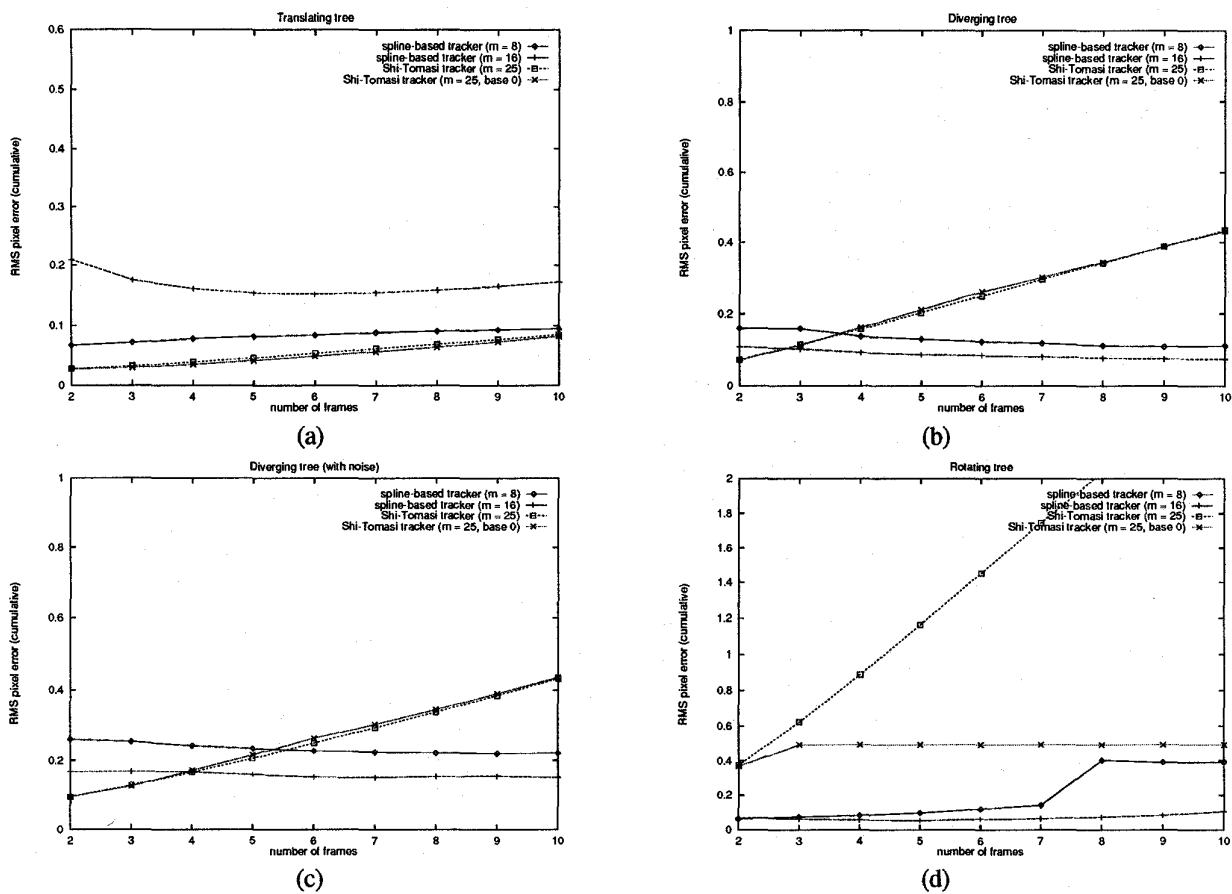 Translating tree
0.6
0.5
0.4
0.3
0.2
0.1
0
RMS pixel error (cumulative)
spline-based tracker (m = 8)
spline-based tracker (m = 16)
Shi-Tomasi tracker (m = 25)
Shi-Tomasi tracker (m = 25, base 0)
2 3 4 5 6 7 8 9 10
number of frames
(a)
Diverging tree
1
0.8
0.6
0.4
0.2
0
RMS pixel error (cumulative)
spline-based tracker (m = 8)
spline-based tracker (m = 16)
Shi-Tomasi tracker (m = 25)
Shi-Tomasi tracker (m = 25, base 0)
2 3 4 5 6 7 8 9 10
number of frames
(b)
Diverging tree (with noise)
1
0.8
0.6
0.4
0.2
0
RMS pixel error (cumulative)
spline-based tracker (m = 8)
spline-based tracker (m = 16)
Shi-Tomasi tracker (m = 25)
Shi-Tomasi tracker (m = 25, base 0)
2 3 4 5 6 7 8 9 10
number of frames
(c)
Rotating tree
2
1.8
1.6
1.4
1.2
1
0.8
0.6
0.4
0.2
0
RMS pixel error (cumulative)
spline-based tracker (m = 8)
spline-based tracker (m = 16)
Shi-Tomasi tracker (m = 25)
Shi-Tomasi tracker (m = 25, base 0)
2 3 4 5 6 7 8 9 10
number of frames
(d)